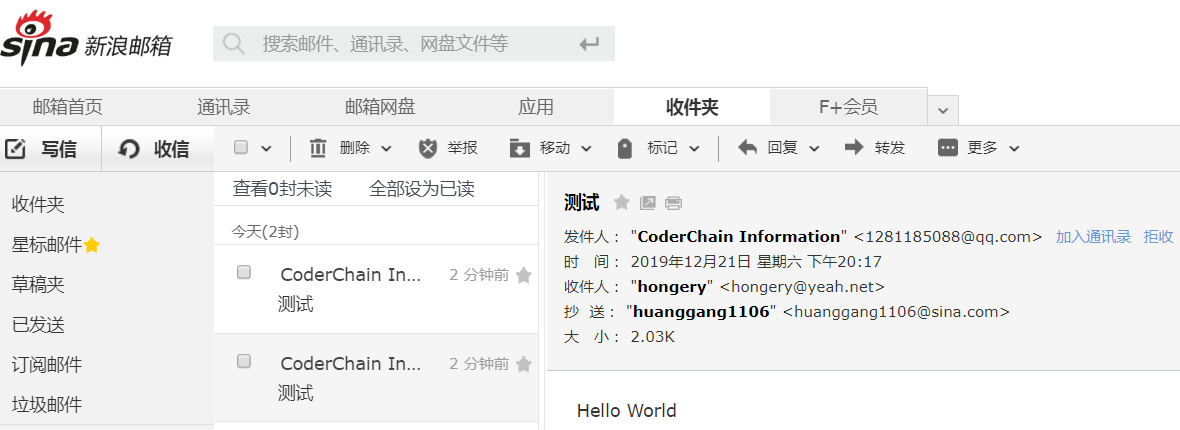 sina 新浪邮箱
搜索邮件、通讯录、网盘文件等
邮箱首页 通讯录 邮箱网盘 应用 收件夹 F+会员
写信 收信 删除 举报 移动 标记 回复 转发 更多
收件夹
星标邮件
草稿夹
已发送
订阅邮件
垃圾邮件
查看0封未读 全部设为已读
今天(2封)
CoderChain In... 2 分钟前
测试
CoderChain In... 2 分钟前
测试
测试
发件人： "CoderChain Information" <1281185088@qq.com> 加入通讯录 拒收
时 间： 2019年12月21日 星期六 下午20:17
收件人： "hongery" <hongery@yeah.net>
抄 送： "huanggang1106" <huanggang1106@sina.com>
大 小： 2.03K
Hello World